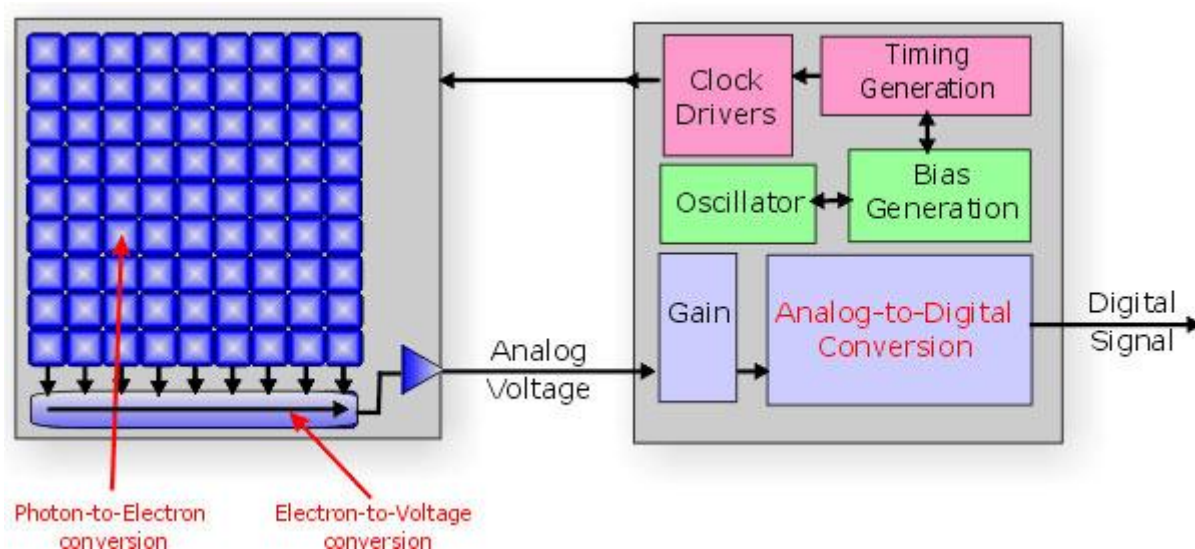 Clock
Drivers
Timing
Generation
Oscillator
Bias
Generation
Gain
Analog-to-Digital
Conversion
Digital
Signal
Analog
Voltage
Photon-to-Electron
conversion
Electron-to-Voltage
conversion